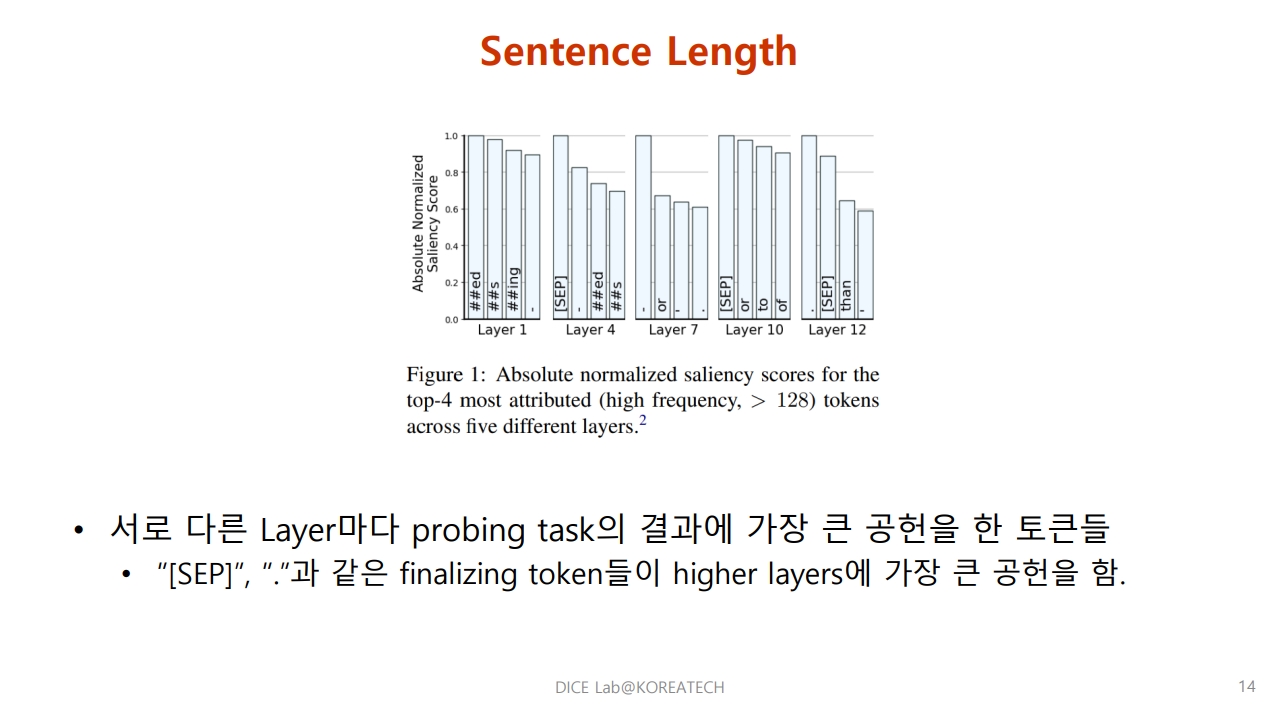 Sentence Length
Absolute Normalized
Saliency Score
1.0
0.8
0.6
0.4
0.2
0.0
##ed ##s ##ing -
[SEP] - ##ed ##s
- or , .
[SEP] or to of
. [SEP] than -
Layer 1 Layer 4 Layer 7 Layer 10 Layer 12
Figure 1: Absolute normalized saliency scores for the
top-4 most attributed (high frequency, > 128) tokens
across five different layers.2
• 서로 다른 Layer마다 probing task의 결과에 가장 큰 공헌을 한 토큰들
• "[SEP]", "."과 같은 finalizing token들이 higher layers에 가장 큰 공헌을 함.
DICE Lab@KOREATECH
14